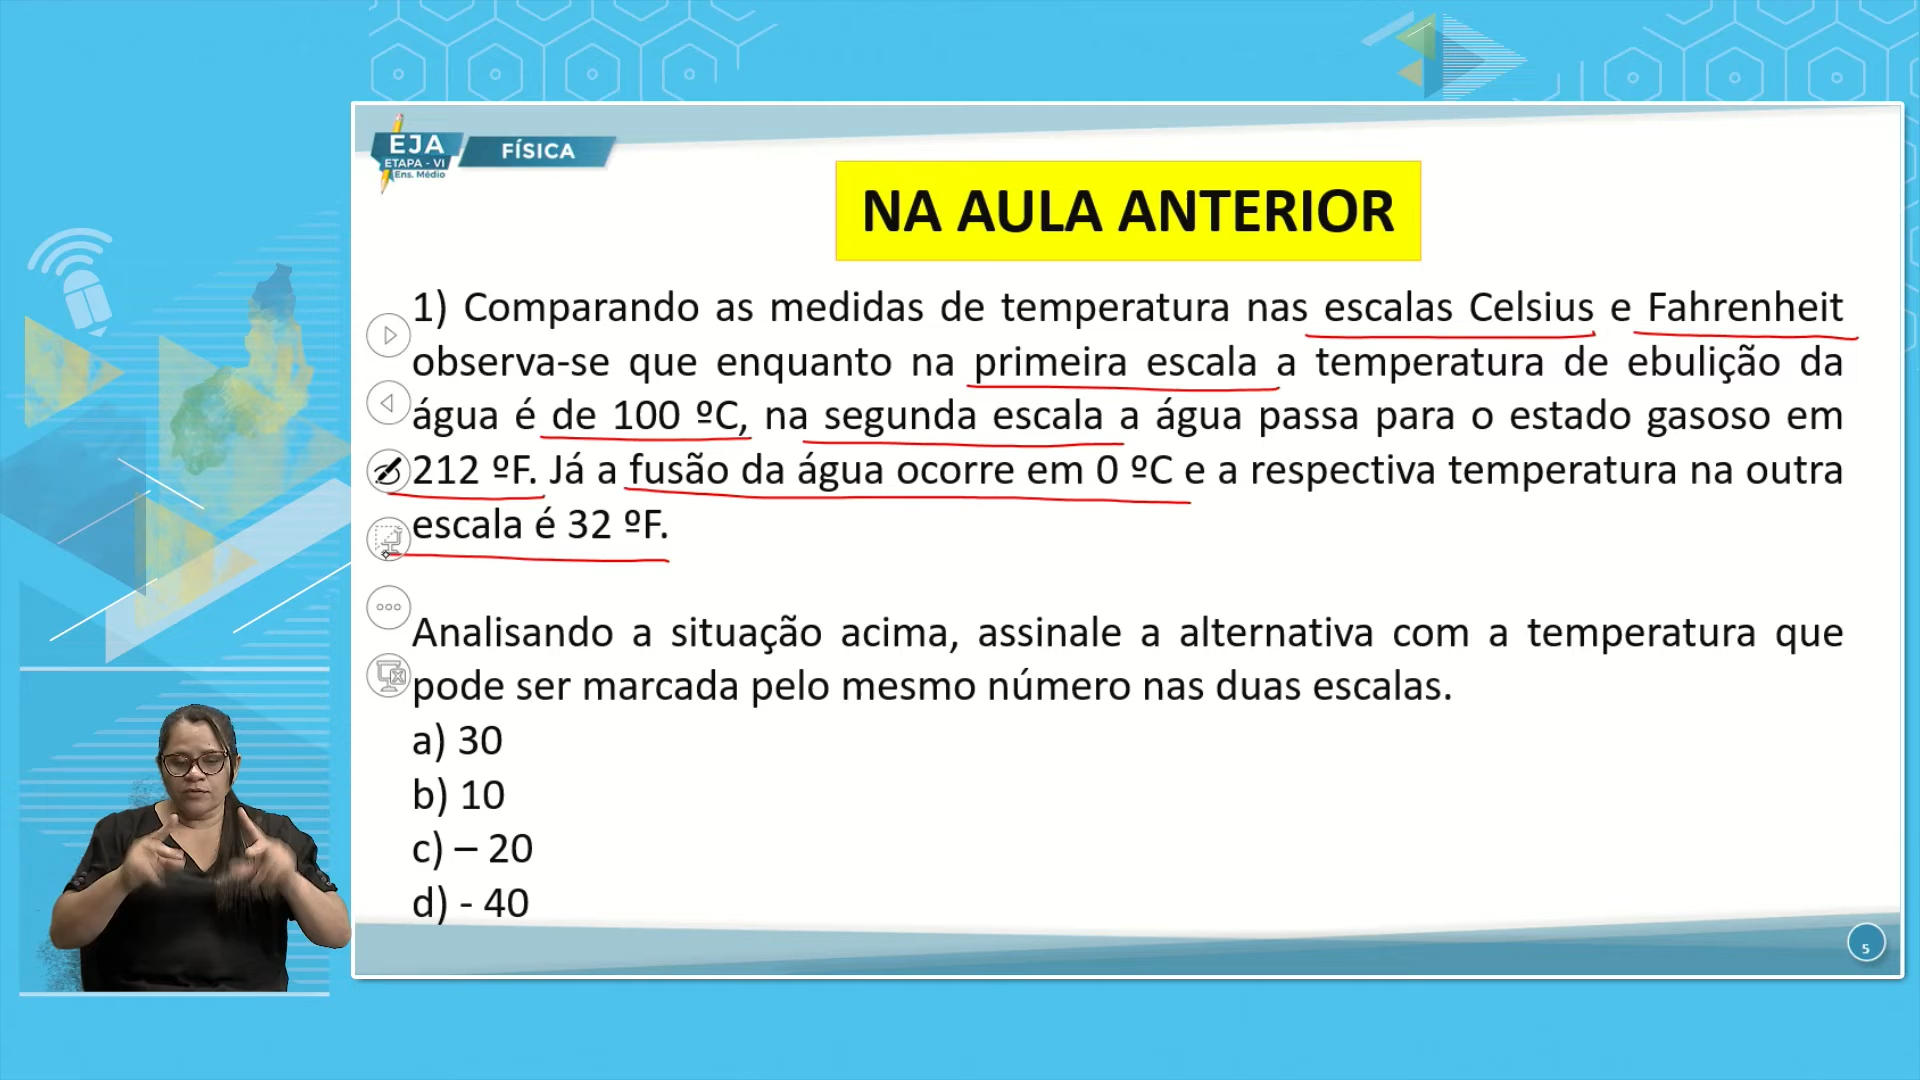 EJA
ETAPA - VI
Ens. Médio
FÍSICA
NA AULA ANTERIOR
1) Comparando as medidas de temperatura nas escalas Celsius e Fahrenheit
observa-se que enquanto na primeira escala a temperatura de ebulição da
água é de 100 ºC, na segunda escala a água passa para o estado gasoso em
212 ºF. Já a fusão da água ocorre em 0 ºC e a respectiva temperatura na outra
escala é 32 ºF.
Analisando a situação acima, assinale a alternativa com a temperatura que
pode ser marcada pelo mesmo número nas duas escalas.
a) 30
b) 10
c) – 20
d) - 40
5